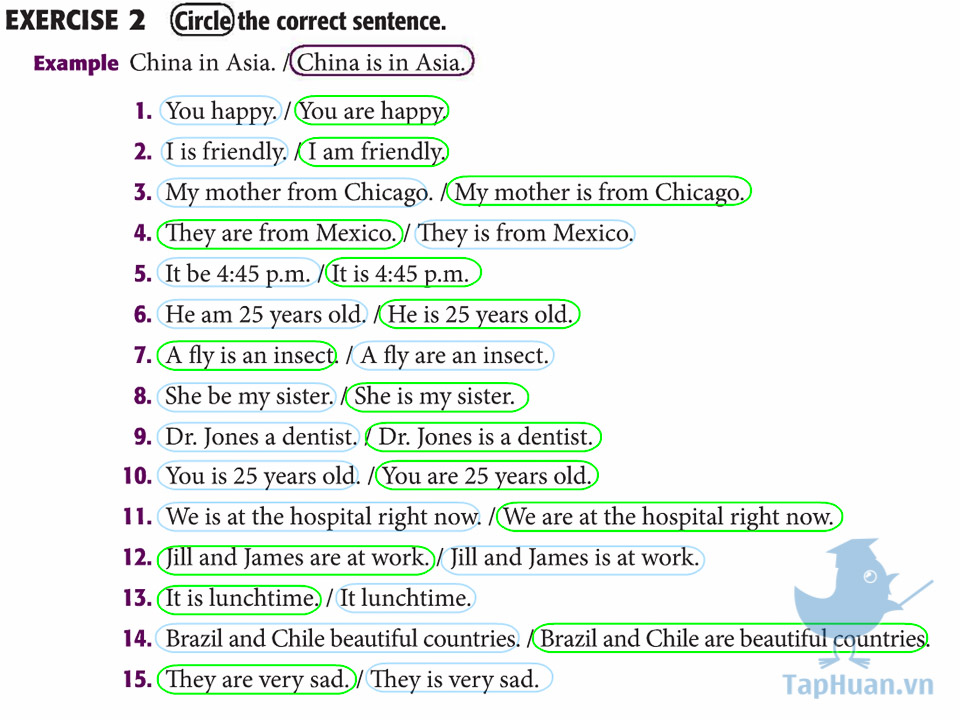 EXERCISE 2 Circle the correct sentence.
Example China in Asia. / China is in Asia.
1. You happy. / You are happy.
2. I is friendly. / I am friendly.
3. My mother from Chicago. / My mother is from Chicago.
4. They are from Mexico. / They is from Mexico.
5. It be 4:45 p.m. / It is 4:45 p.m.
6. He am 25 years old. / He is 25 years old.
7. A fly is an insect. / A fly are an insect.
8. She be my sister. / She is my sister.
9. Dr. Jones a dentist. / Dr. Jones is a dentist.
10. You is 25 years old. / You are 25 years old.
11. We is at the hospital right now. / We are at the hospital right now.
12. Jill and James are at work. / Jill and James is at work.
13. It is lunchtime. / It lunchtime.
14. Brazil and Chile beautiful countries. / Brazil and Chile are beautiful countries.
15. They are very sad. / They is very sad.
TapHuan.vn